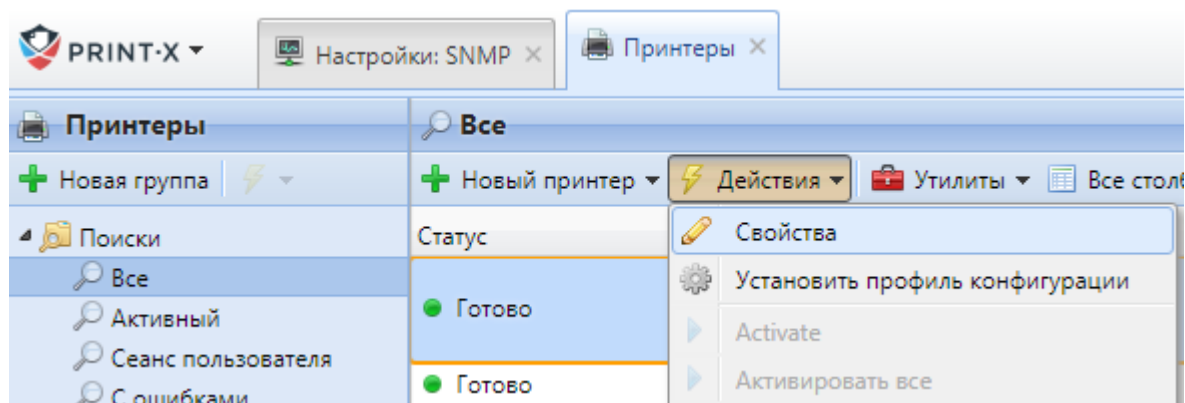 PRINT·X
Настройки: SNMP
Принтеры
Принтеры
Все
Новая группа
Новый принтер
Действия
Утилиты
Все
Поиски
Статус
Свойства
Все
Готово
Установить профиль конфигурации
Активный
Activate
Сеанс пользователя
С ошибками
Готово
Активировать все